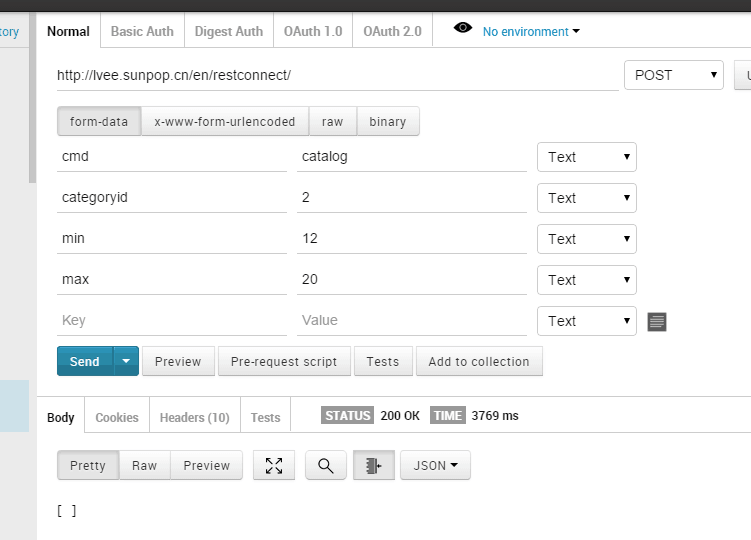 tory
Normal Basic Auth Digest Auth OAuth 1.0 OAuth 2.0 No environment
http://lvee.sunpop.cn/en/restconnect/ POST U
form-data x-www-form-urlencoded raw binary
cmd catalog Text
categoryid 2 Text
min 12 Text
max 20 Text
Key Value Text
Send Preview Pre-request script Tests Add to collection
Body Cookies Headers (10) Tests STATUS 200 OK TIME 3769 ms
Pretty Raw Preview JSON
[ ]